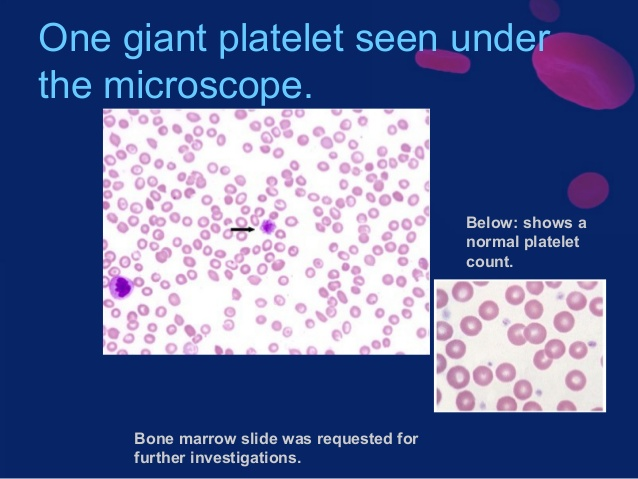 One giant platelet seen under
the microscope.
Below: shows a
normal platelet
count.
Bone marrow slide was requested for
further investigations.